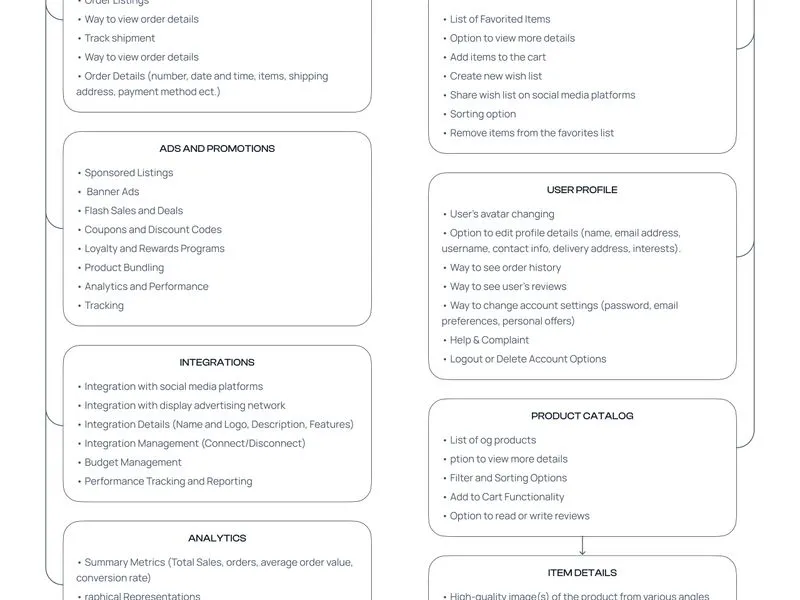 • Order Listings
• Way to view order details
• Track shipment
• Way to view order details
• Order Details (number, date and time, items, shipping
address, payment method ect.)
ADS AND PROMOTIONS
• Sponsored Listings
•  Banner Ads
• Flash Sales and Deals
• Coupons and Discount Codes
• Loyalty and Rewards Programs
• Product Bundling
• Analytics and Performance
• Tracking
INTEGRATIONS
• Integration with social media platforms
• Integration with display advertising network
• Integration Details (Name and Logo, Description, Features)
• Integration Management (Connect/Disconnect)
• Budget Management
• Performance Tracking and Reporting
ANALYTICS
• Summary Metrics (Total Sales, orders, average order value,
conversion rate)
• raphical Representations
• List of Favorited Items
• Option to view more details
• Add items to the cart
• Create new wish list
• Share wish list on social media platforms
• Sorting option
• Remove items from the favorites list
USER PROFILE
• User's avatar changing
• Option to edit profile details (name, email address,
username, contact info, delivery address, interests).
• Way to see order history
• Way to see user's reviews
• Way to change account settings (password, email
preferences, personal offers)
• Help & Complaint
• Logout or Delete Account Options
PRODUCT CATALOG
• List of og products
• ption to view more details
• Filter and Sorting Options
• Add to Cart Functionality
• Option to read or write reviews
ITEM DETAILS
• High-quality image(s) of the product from various angles